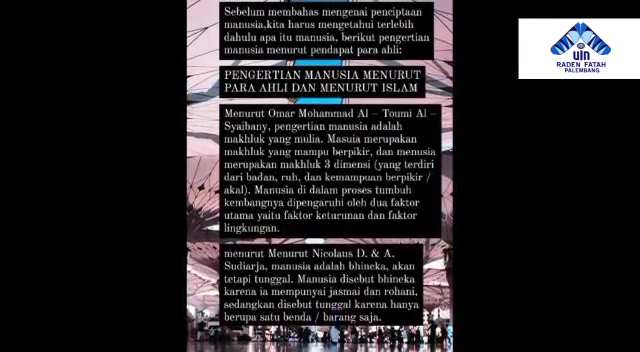 Sebelum membahas mengenai penciptaan
manusia,kita harus mengetahui terlebih
dahulu apa itu manusia, berikut pengertian
manusia menurut pendapat para ahli:
PENGERTIAN MANUSIA MENURUT
PARA AHLI DAN MENURUT ISLAM
Menurut Omar Mohammad Al – Toumi Al –
Syaibany, pengertian manusia adalah
makhluk yang mulia. Masuia merupakan
makhluk yang mampu berpikir, dan menusia
merupakan makhluk 3 dimensi (yang terdiri
dari badan, ruh, dan kemampuan berpikir /
akal). Manusia di dalam proses tumbuh
kembangnya dipengaruhi oleh dua faktor
utama yaitu faktor keturunan dan faktor
lingkungan.
menurut Menurut Nicolaus D. & A.
Sudiarja, manusia adalah bhineka, akan
tetapi tunggal. Manusia disebut bhineka
karena ia mempunyai jasmai dan rohani,
sedangkan disebut tunggal karena hanya
berupa satu benda / barang saja.
UIN
RADEN FATAH
PALEMBANG